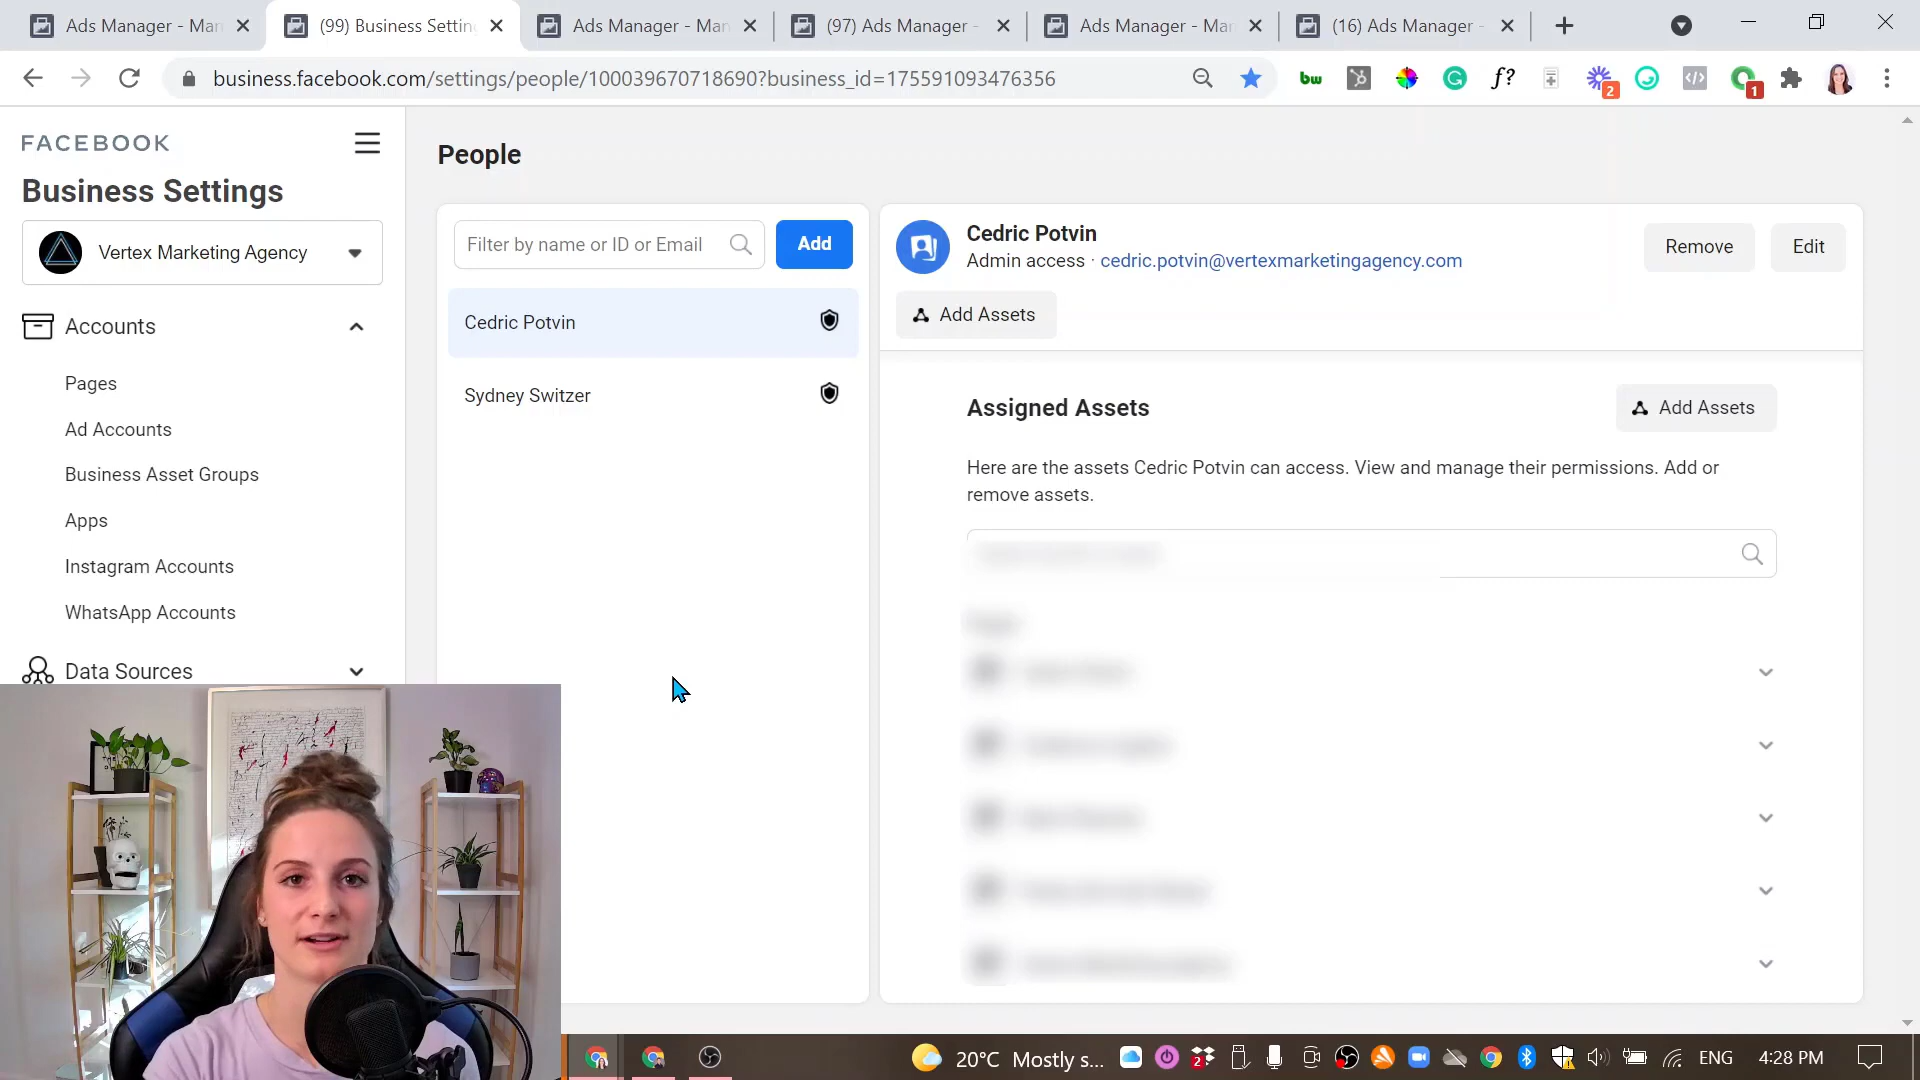 Ads Manager - Man
(99) Business Settin
Ads Manager - Man
(97) Ads Manager -
Ads Manager - Man
(16) Ads Manager -
business.facebook.com/settings/people/100039670718690?business_id=175591093476356
bw
f?
2
1
FACEBOOK
Business Settings
Vertex Marketing Agency
Accounts
Pages
Ad Accounts
Business Asset Groups
Apps
Instagram Accounts
WhatsApp Accounts
Data Sources
People
Filter by name or ID or Email
Add
Cedric Potvin
Sydney Switzer
Cedric Potvin
Admin access · cedric.potvin@vertexmarketingagency.com
Remove
Edit
Add Assets
Assigned Assets
Add Assets
Here are the assets Cedric Potvin can access. View and manage their permissions. Add or
remove assets.
20°C Mostly s...
2
ENG
4:28 PM